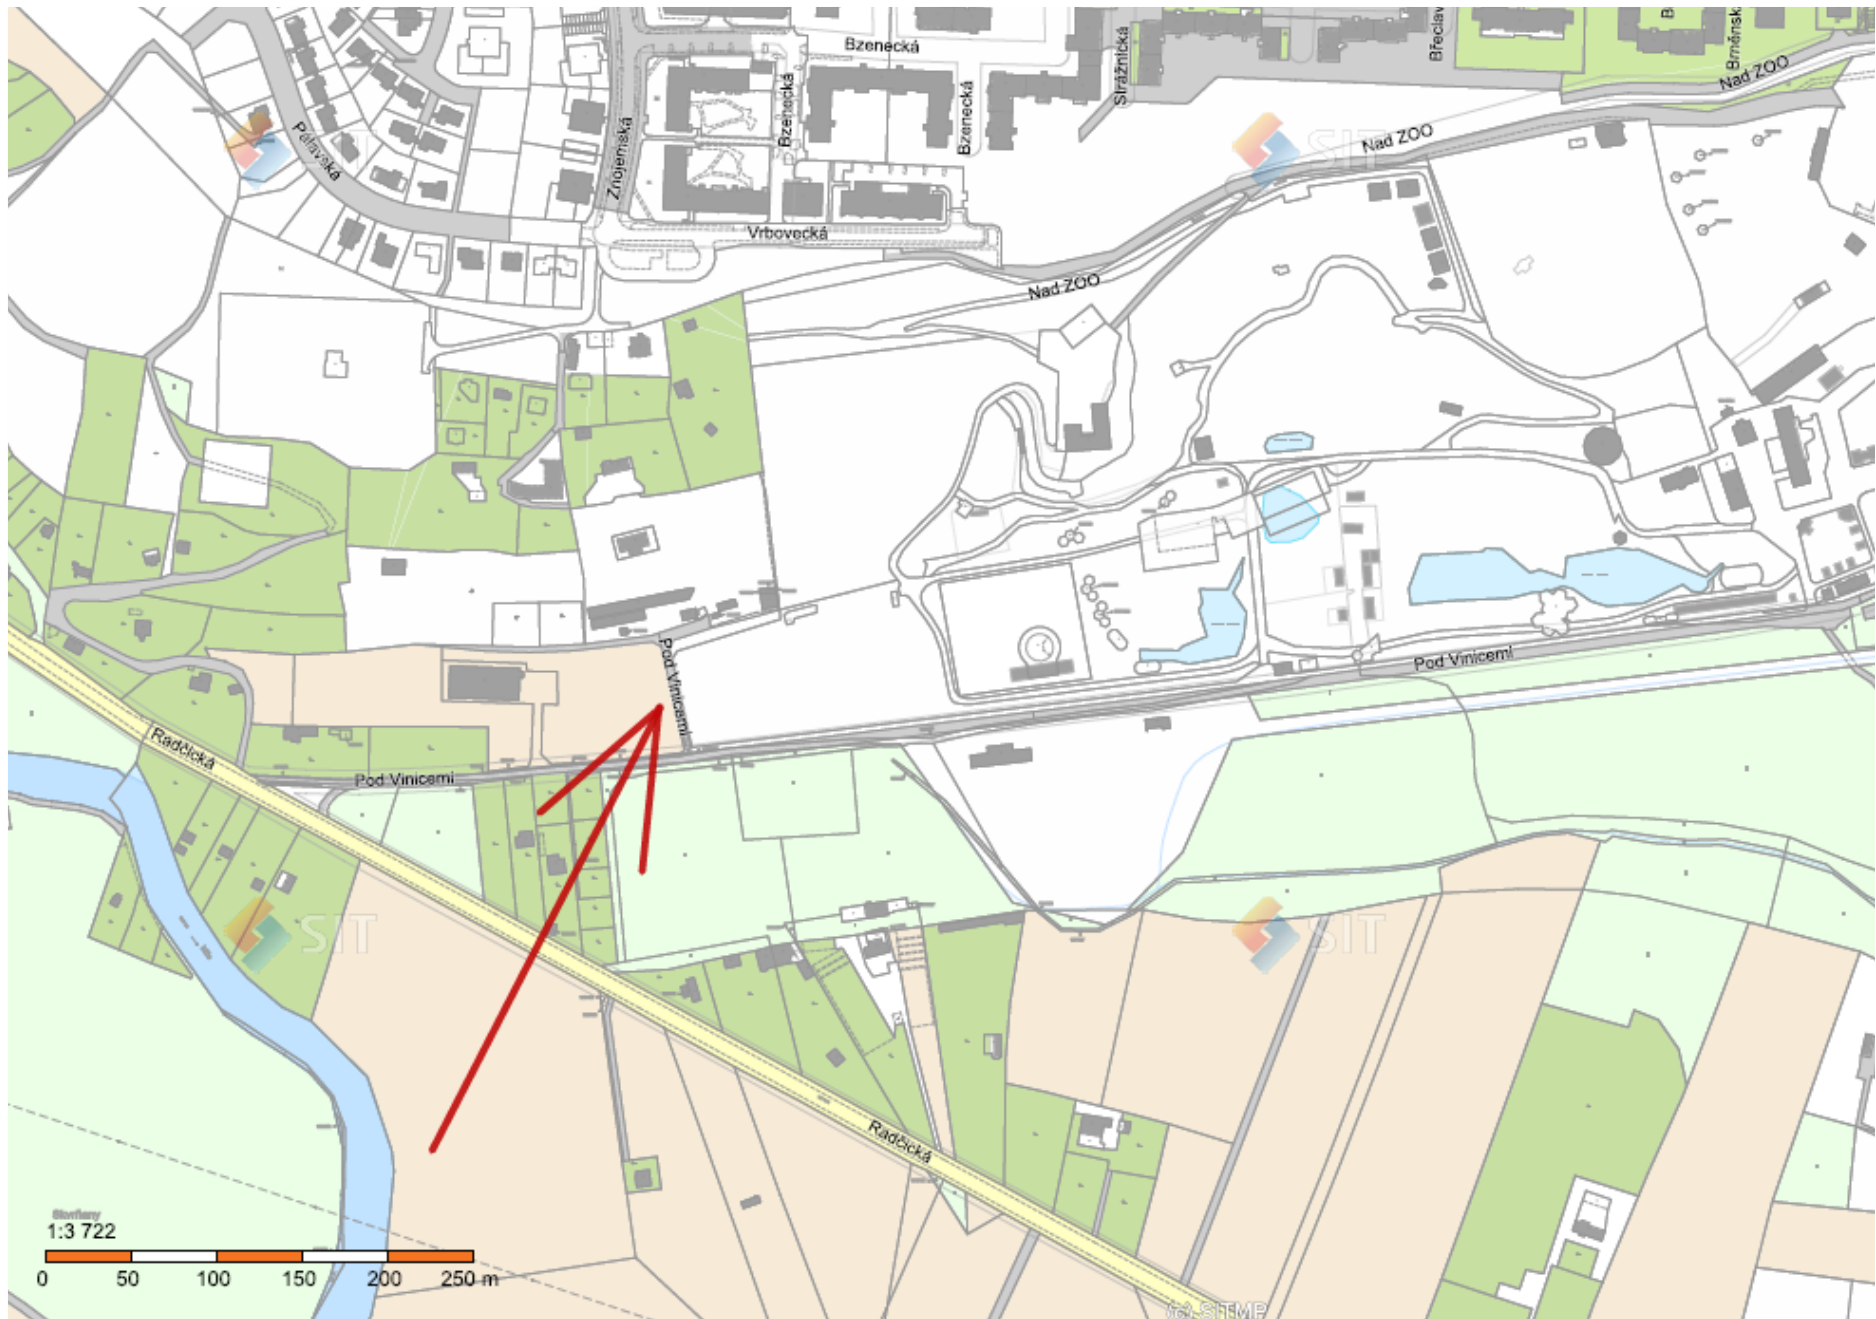 Bzenecká
Strážnická
Břeclav
Brněnsk
Nad ZOO
Bzenecká
Bzenecká
Nad ZOO
SIT
Pálavská
Znojemská
Vrbovecká
Nad ZOO
Pod Vinicemi
Pod Vinicemi
Radčická
Pod Vinicemi
SIT
SIT
Radčická
Skvrňany
1:3 722
0 50 100 150 200 250 m
(c) SITMP